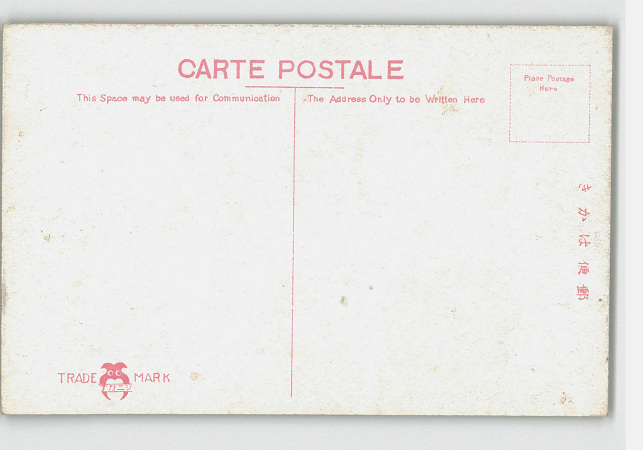 CARTE POSTALE
This Space may be used for Communication
The Address Only to be Written Here
Place Postage
Here
きかは便郵
TRADE MARK